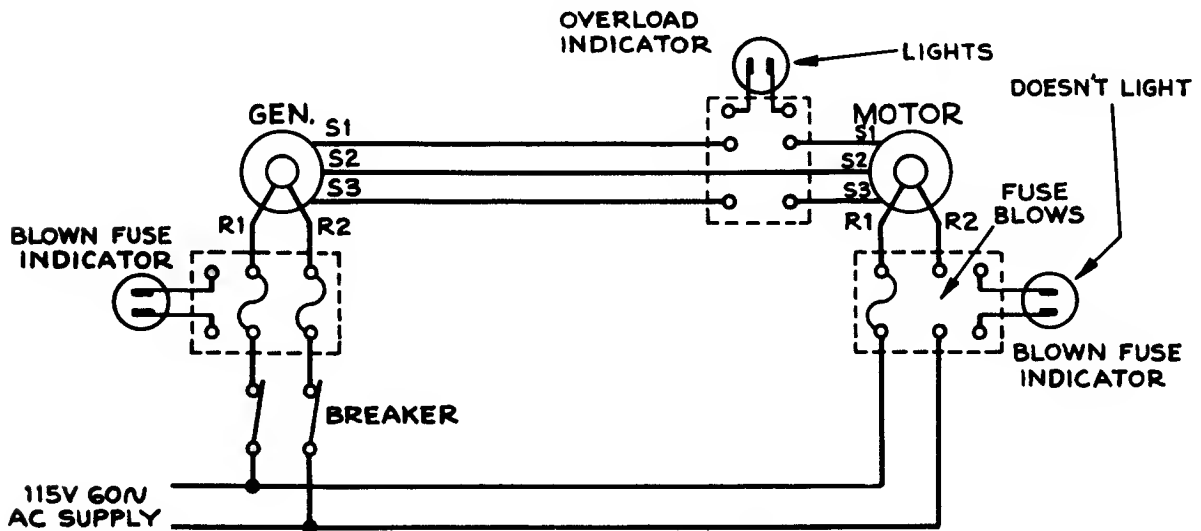 OVERLOAD
INDICATOR
LIGHTS
DOESN'T LIGHT
GEN.
MOTOR
S1
S1
S2
S2
S3
S3
R1
R2
R1
R2
FUSE
BLOWS
BLOWN FUSE
INDICATOR
BLOWN FUSE
INDICATOR
BREAKER
115V 60∿
AC SUPPLY